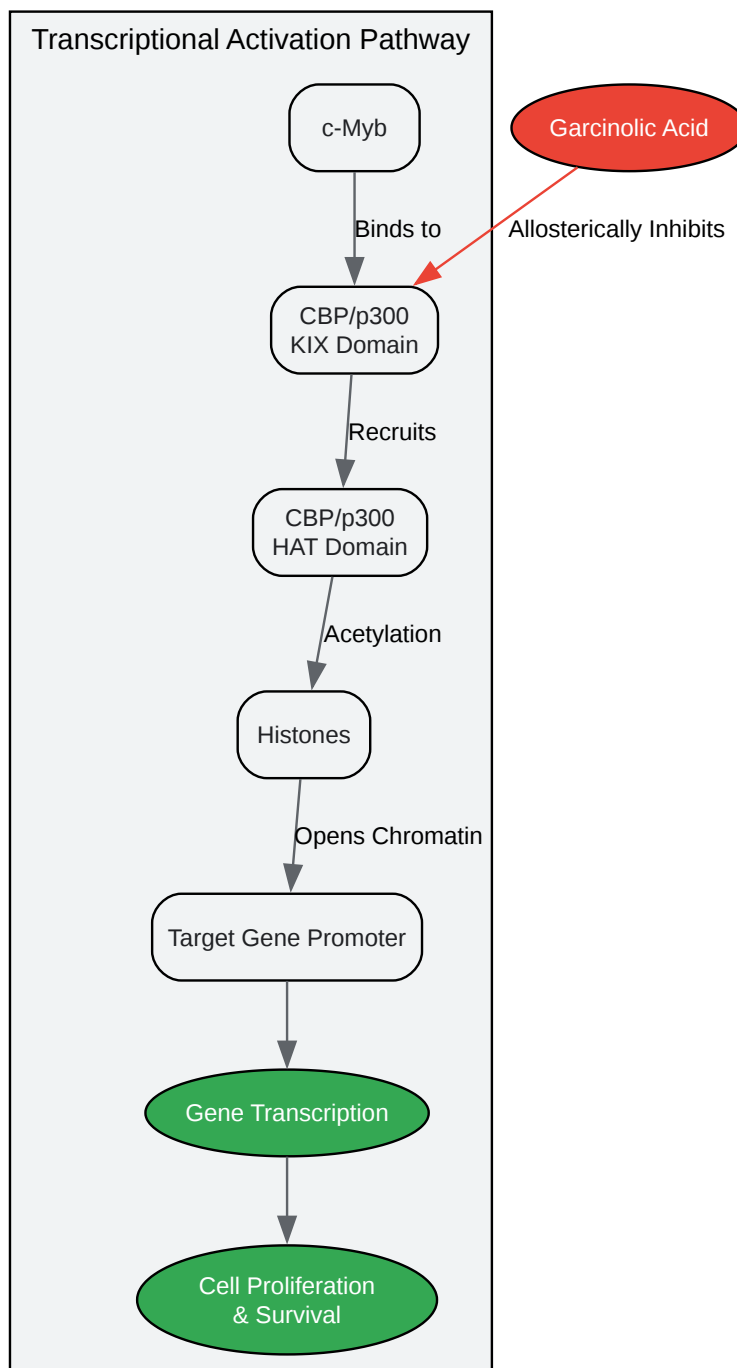 Transcriptional Activation Pathway
c-Myb
Garcinolic Acid
Binds to
Allosterically Inhibits
CBP/p300
KIX Domain
Recruits
CBP/p300
HAT Domain
Acetylation
Histones
Opens Chromatin
Target Gene Promoter
Gene Transcription
Cell Proliferation
& Survival